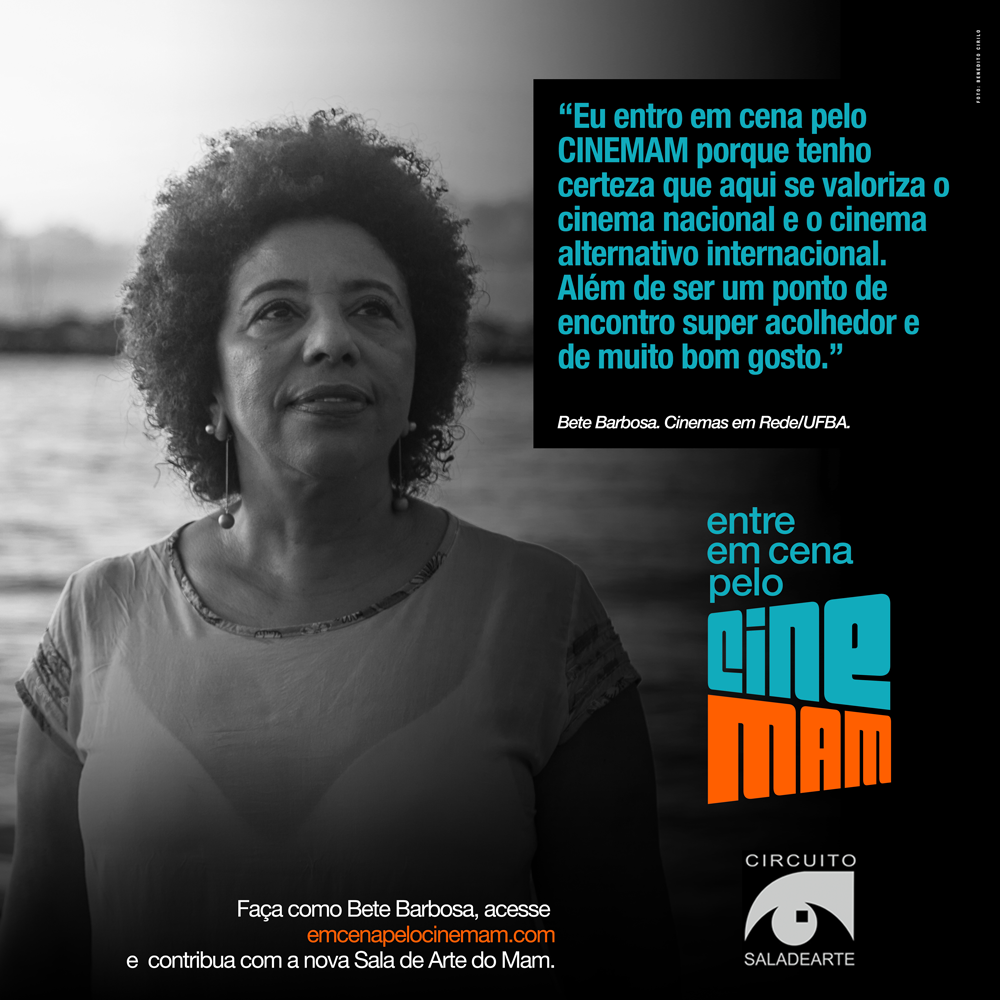 FOTO: BENEDITO CIRILO
“Eu entro em cena pelo
CINEMAM porque tenho
certeza que aqui se valoriza o
cinema nacional e o cinema
alternativo internacional.
Além de ser um ponto de
encontro super acolhedor e
de muito bom gosto.”
Bete Barbosa. Cinemas em Rede/UFBA.
entre
em cena
pelo
cine
MAM
CIRCUITO
SALADEARTE
Faça como Bete Barbosa, acesse
emcenapelocinemam.com
e contribua com a nova Sala de Arte do Mam.